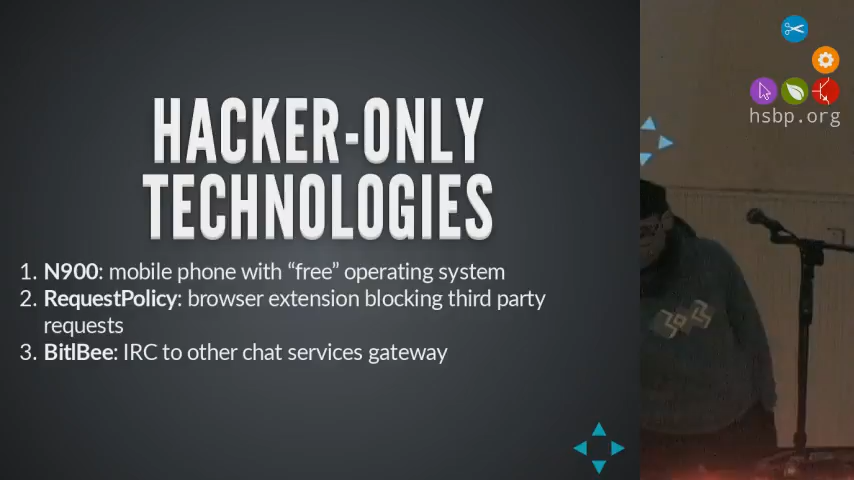 HACKER-ONLY
TECHNOLOGIES
1. N900: mobile phone with “free” operating system
2. RequestPolicy: browser extension blocking third party
requests
3. BitlBee: IRC to other chat services gateway
hsbp.org